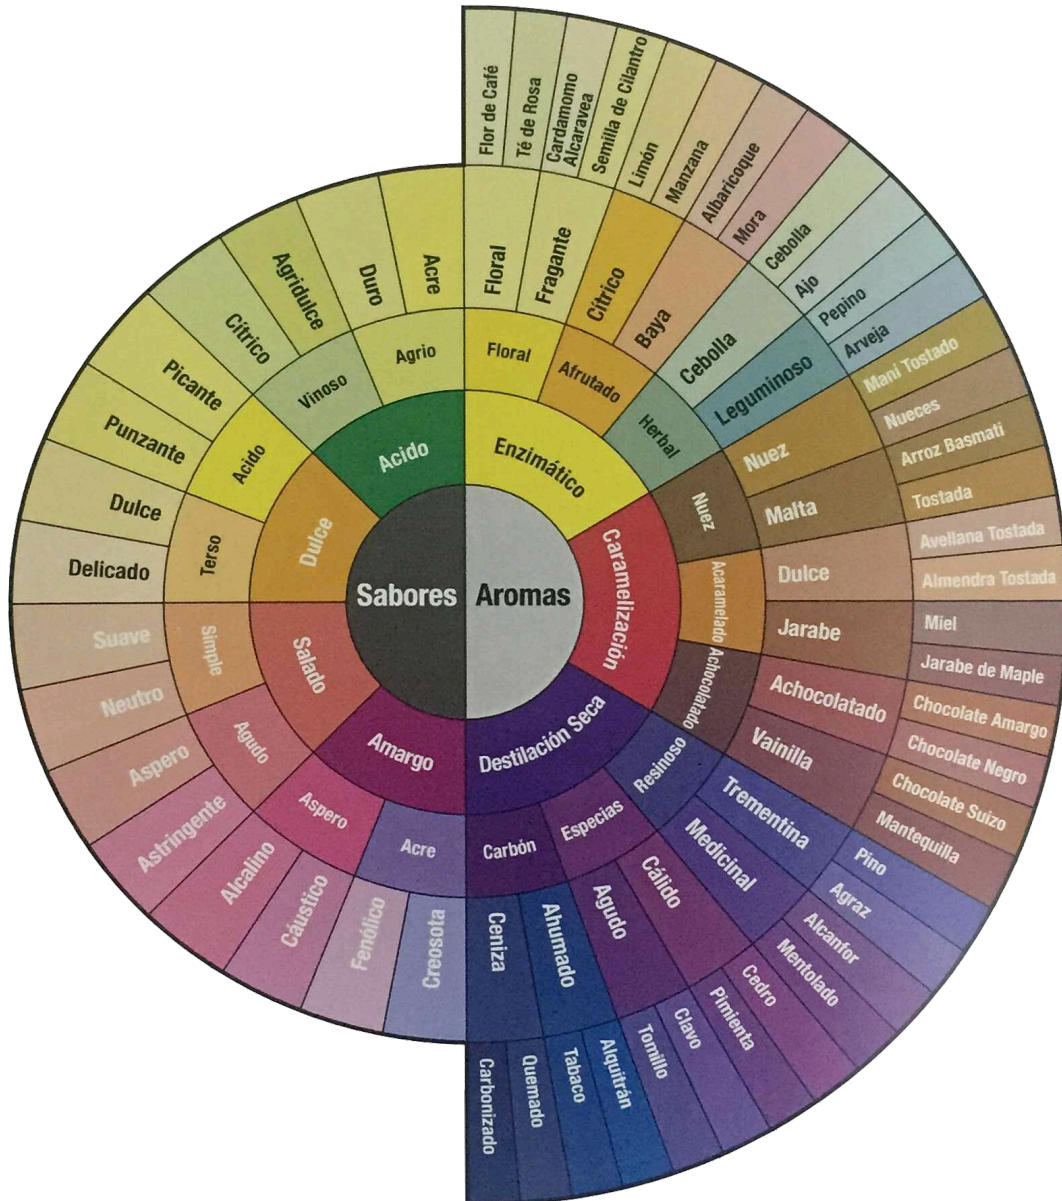 Sabores
Aromas
Enzimático
Floral
Floral
Flor de Café
Té de Rosa
Fragante
Cardamomo
Alcaravea
Semilla de Cilantro
Afrutado
Cítrico
Limón
Manzana
Baya
Albaricoque
Mora
Herbal
Cebolla
Cebolla
Ajo
Leguminoso
Pepino
Arveja
Caramelización
Nuez
Nuez
Mani Tostado
Nueces
Malta
Arroz Basmati
Tostada
Acaramelado
Dulce
Avellana Tostada
Almendra Tostada
Jarabe
Miel
Jarabe de Maple
Achocolatado
Achocolatado
Chocolate Amargo
Chocolate Negro
Vainilla
Chocolate Suizo
Mantequilla
Destilación Seca
Resinoso
Trementina
Pino
Agraz
Medicinal
Alcanfor
Mentolado
Especias
Cálido
Cedro
Pimienta
Agudo
Clavo
Tomillo
Carbón
Ahumado
Alquitrán
Tabaco
Ceniza
Quemado
Carbonizado
Acido
Agrio
Acre
Duro
Vinoso
Agridulce
Cítrico
Dulce
Acido
Picante
Punzante
Terso
Dulce
Delicado
Salado
Simple
Suave
Neutro
Agudo
Aspero
Astringente
Amargo
Aspero
Alcalino
Cáustico
Acre
Fenólico
Creosota